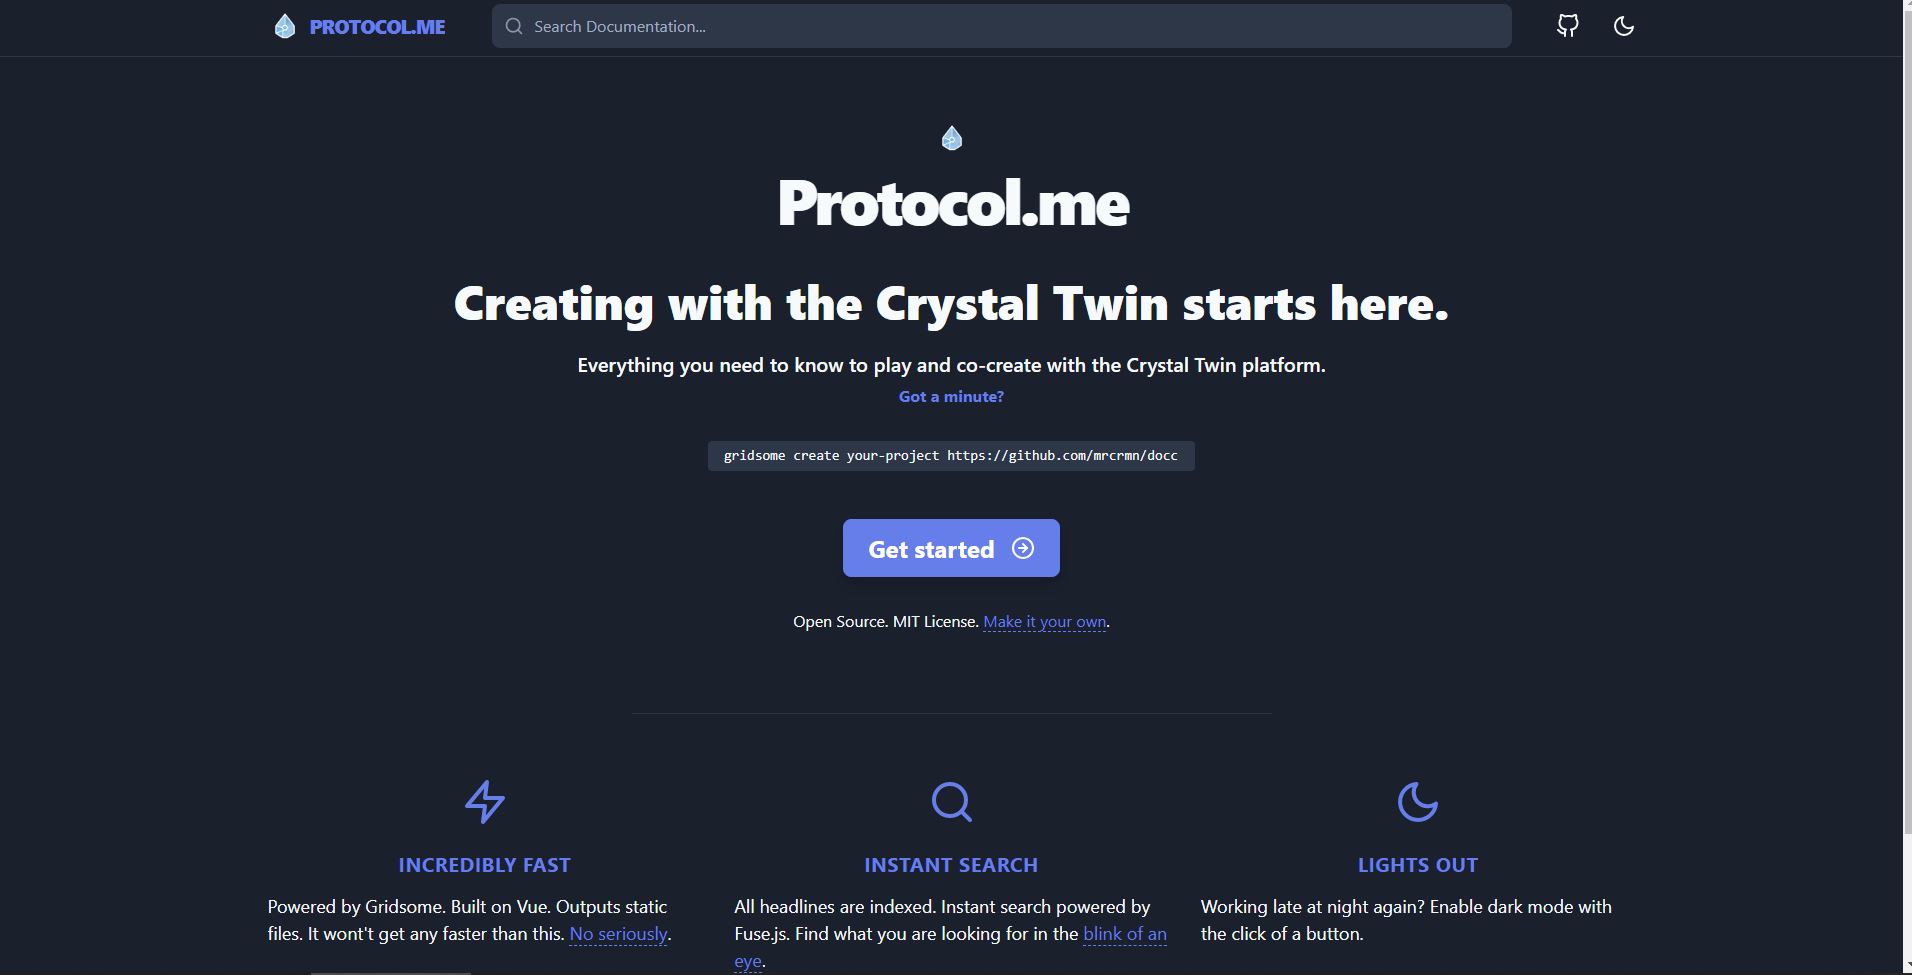 PROTOCOL.ME
Search Documentation...
Protocol.me
Creating with the Crystal Twin starts here.
Everything you need to know to play and co-create with the Crystal Twin platform.
Got a minute?
gridsome create your-project https://github.com/mrcrmn/docc
Get started
Open Source. MIT License. Make it your own.
INCREDIBLY FAST
Powered by Gridsome. Built on Vue. Outputs static
files. It wont't get any faster than this. No seriously.
INSTANT SEARCH
All headlines are indexed. Instant search powered by
Fuse.js. Find what you are looking for in the blink of an
eye.
LIGHTS OUT
Working late at night again? Enable dark mode with
the click of a button.